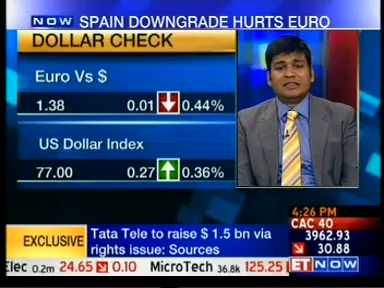 NOW SPAIN DOWNGRADE HURTS EURO
DOLLAR CHECK
Euro Vs $
1.38 0.01 0.44%
US Dollar Index
77.00 0.27 0.36%
4:26 PM
CAC 40
3962.93
30.88
EXCLUSIVE
Tata Tele to raise $ 1.5 bn via
rights issue: Sources
Elec 0.2m 24.65 0.10 MicroTech 36.8k 125.25
ET NOW